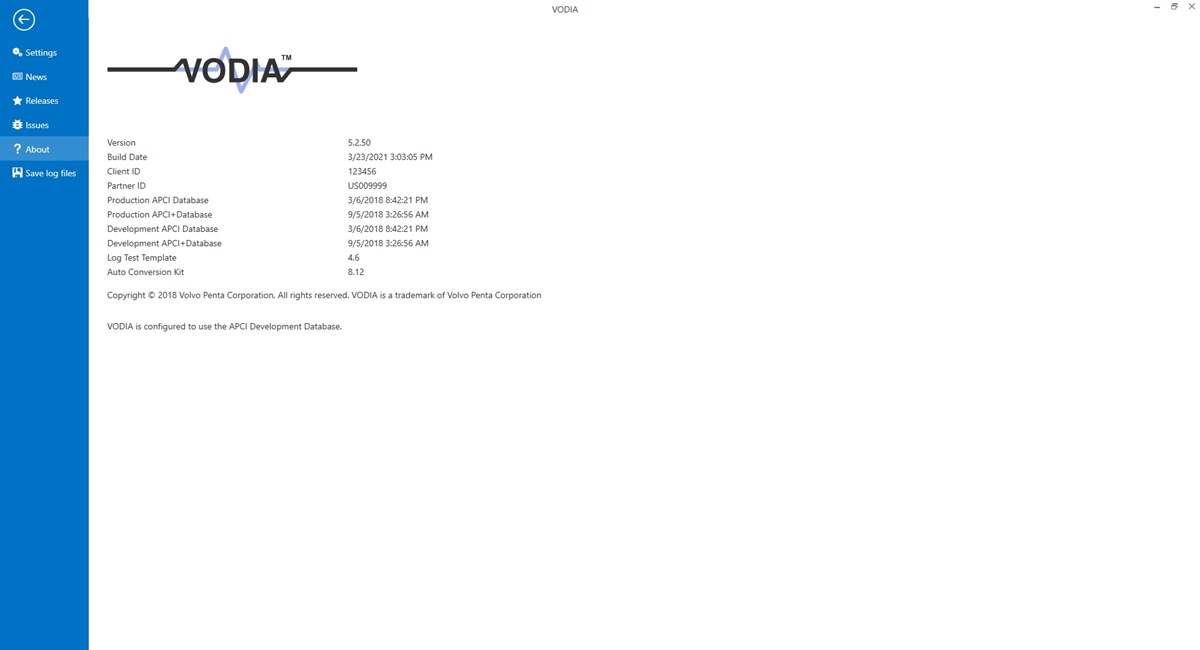 VODIA
Settings
News
Releases
Issues
? About
Save log files
VODIA™
Version 5.2.50
Build Date 3/23/2021 3:03:05 PM
Client ID 123456
Partner ID US009999
Production APCI Database 3/6/2018 8:42:21 PM
Production APCI+Database 9/5/2018 3:26:56 AM
Development APCI Database 3/6/2018 8:42:21 PM
Development APCI+Database 9/5/2018 3:26:56 AM
Log Test Template 4.6
Auto Conversion Kit 8.12
Copyright © 2018 Volvo Penta Corporation. All rights reserved. VODIA is a trademark of Volvo Penta Corporation
VODIA is configured to use the APCI Development Database.